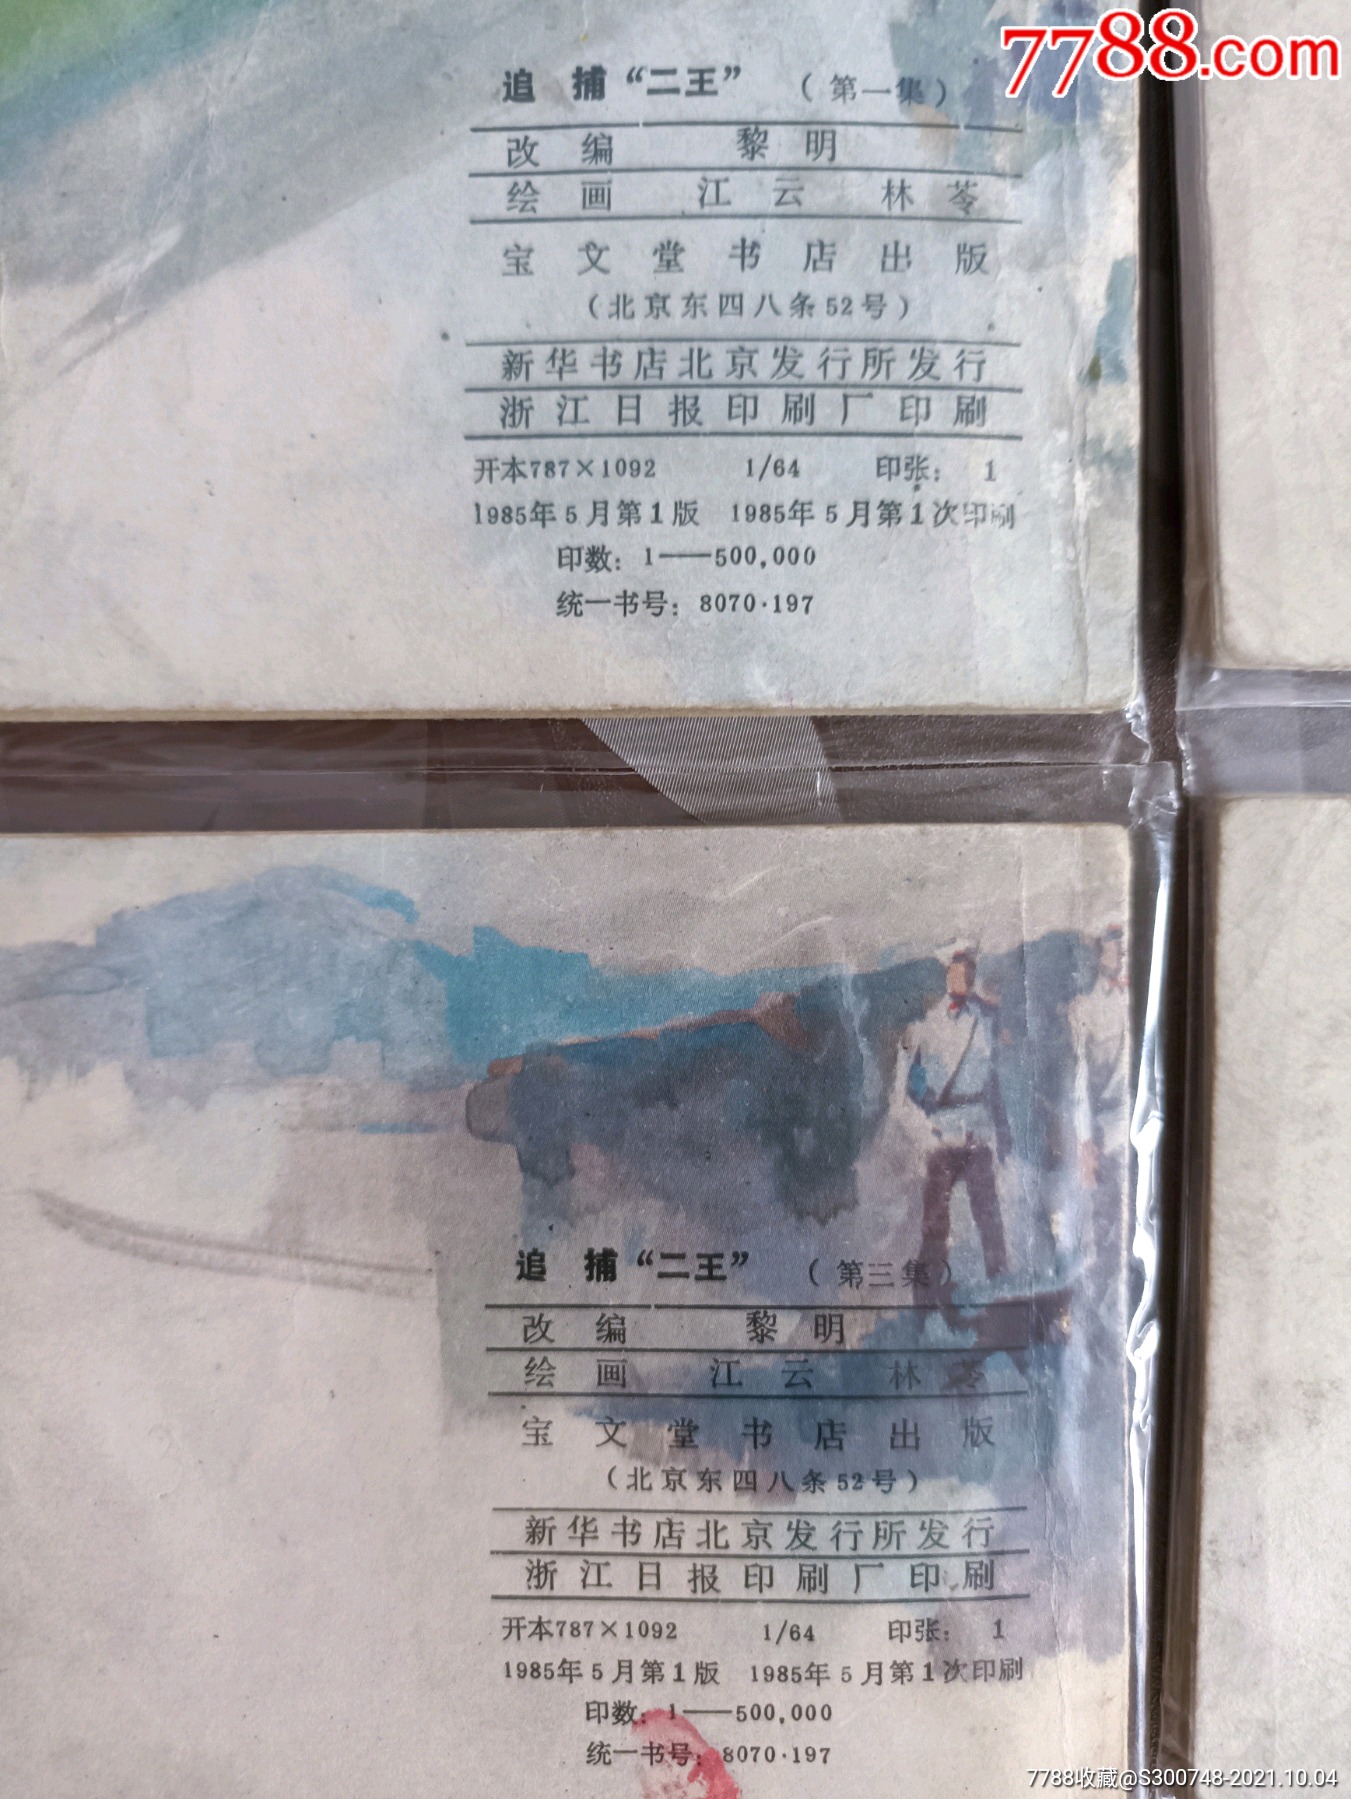 7788.com
追 捕“二王” （第一集）
改 编 黎 明
绘 画 江 云 林 苓
宝 文 堂 书 店 出 版
（北京东四八条52号）
新华书店北京发行所发行
浙江日报印刷厂印刷
开本787×1092 1/64 印张： 1
1985年5月第1版 1985年5月第1次印刷
印数：1——500,000
统一书号：8070·197
追 捕“二王” （第三集）
改 编 黎 明
绘 画 江 云 林 苓
宝 文 堂 书 店 出 版
（北京东四八条52号）
新华书店北京发行所发行
浙江日报印刷厂印刷
开本787×1092 1/64 印张： 1
1985年5月第1版 1985年5月第1次印刷
印数：1——500,000
统一书号：8070·197
7788收藏@S300748-2021.10.04